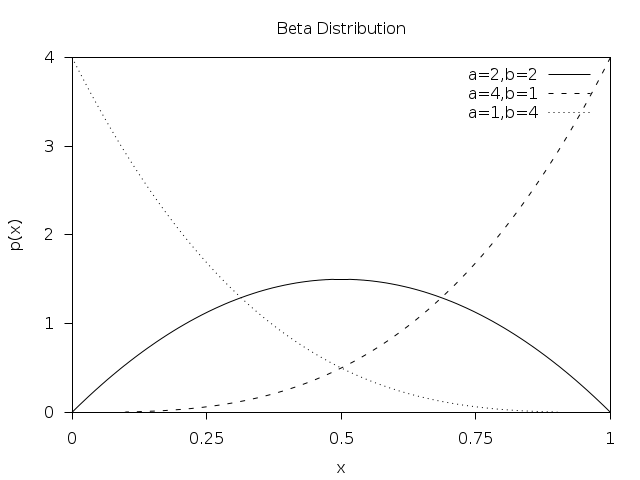 Beta Distribution
a=2,b=2
a=4,b=1
a=1,b=4
4
3
2
1
0
p(x)
0 0.25 0.5 0.75 1
x